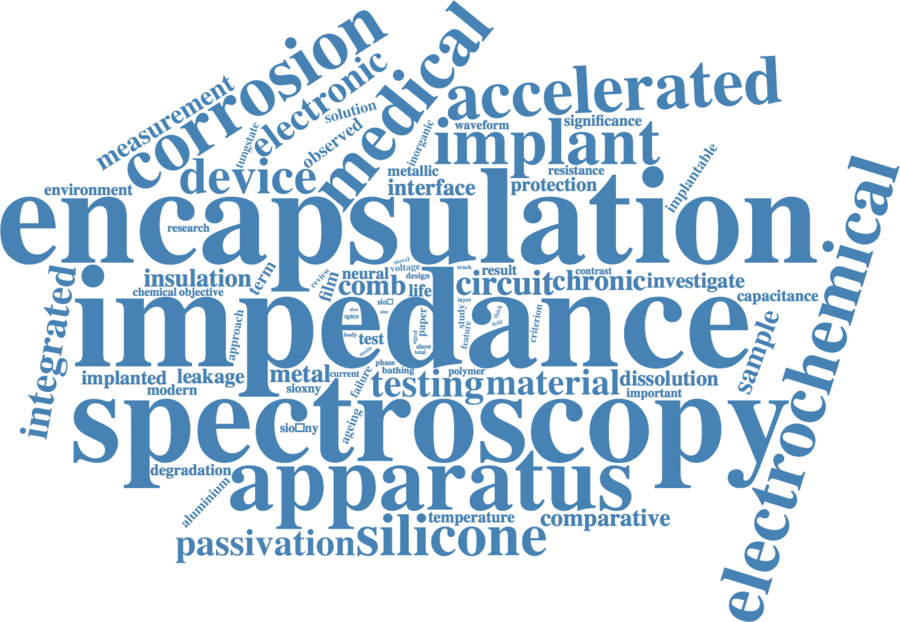 corrosion
medical
measurement
electronic
solution
tungstate
observed
inorganic
accelerated
waveform
significance
implant
device
metallic
resistance
interface
protection
implantable
environment
encapsulation
research
electrochemical
integrated
insulation
term
review
film
neural
novel
voltage
design
track
result
contrast
circuit
chronic
investigate
chemical
objective
comb
life
capacitance
impedance
approach
sio□
spice
size
body
test
main
aged
paper
show
total
study
layer
feature
thick
field
criterion
sample
implanted
leakage
modern
metal
sioxny
current
failure
phase
bathing
polymer
testing
material
dissolution
important
spectroscopy
sio□ny
ageing
degradation
aluminium
apparatus
temperature
comparative
passivation
silicone